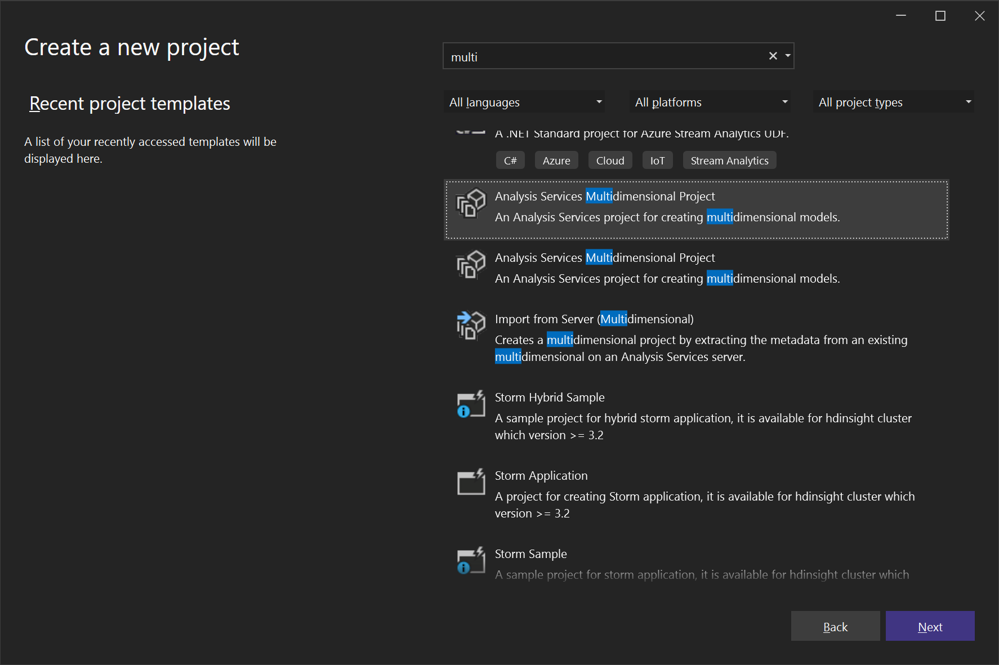 Create a new project
multi
Recent project templates
A list of your recently accessed templates will be
displayed here.
All languages
All platforms
All project types
A .NET Standard project for Azure Stream Analytics UDF.
C#
Azure
Cloud
IoT
Stream Analytics
Analysis Services Multidimensional Project
An Analysis Services project for creating multidimensional models.
Analysis Services Multidimensional Project
An Analysis Services project for creating multidimensional models.
Import from Server (Multidimensional)
Creates a multidimensional project by extracting the metadata from an existing
multidimensional on an Analysis Services server.
Storm Hybrid Sample
A sample project for hybrid storm application, it is available for hdinsight cluster
which version >= 3.2
Storm Application
A project for creating Storm application, it is available for hdinsight cluster which
version >= 3.2
Storm Sample
A sample project for storm application, it is available for hdinsight cluster which
Back
Next